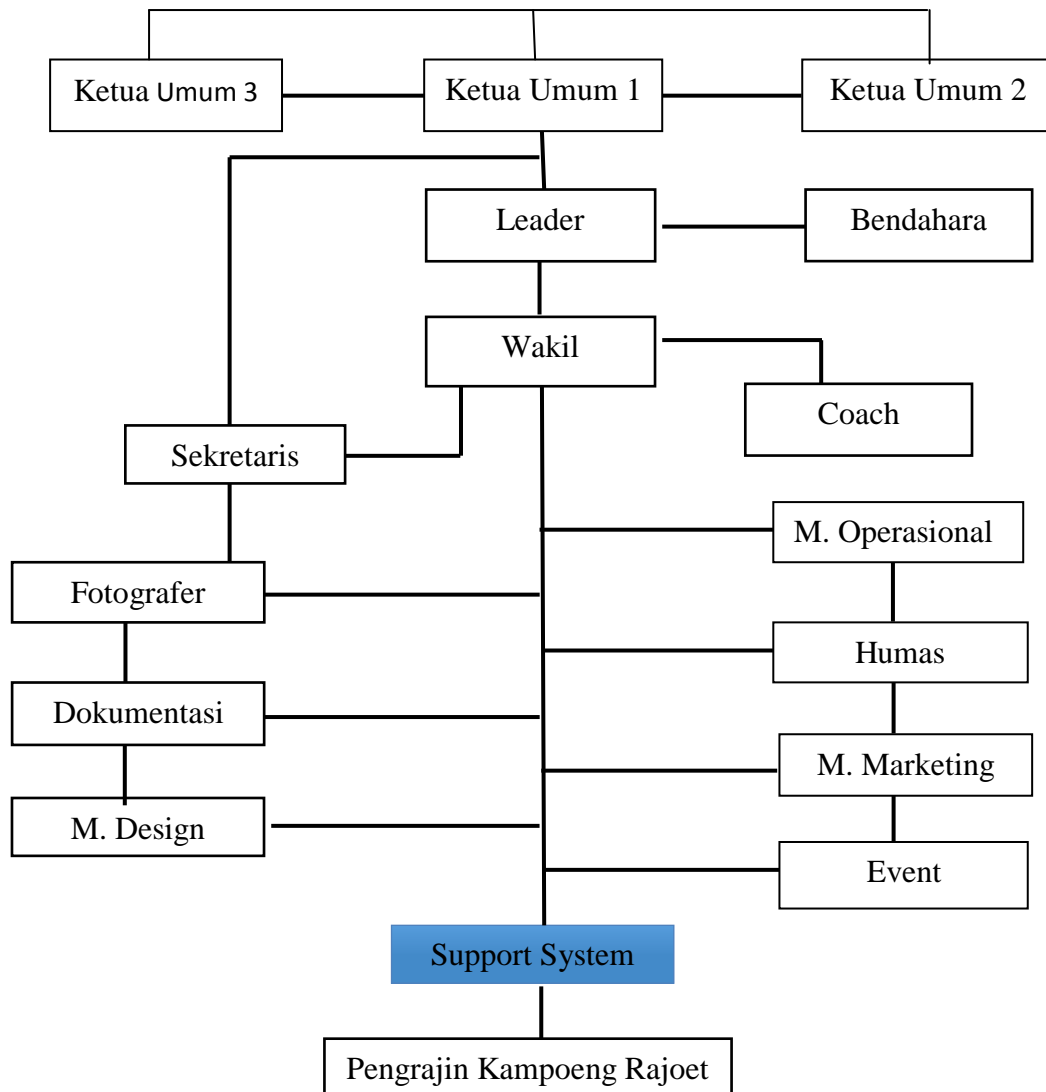 Ketua Umum 3
Ketua Umum 1
Ketua Umum 2
Leader
Bendahara
Wakil
Coach
Sekretaris
M. Operasional
Fotografer
Humas
Dokumentasi
M. Marketing
M. Design
Event
Support System
Pengrajin Kampoeng Rajoet